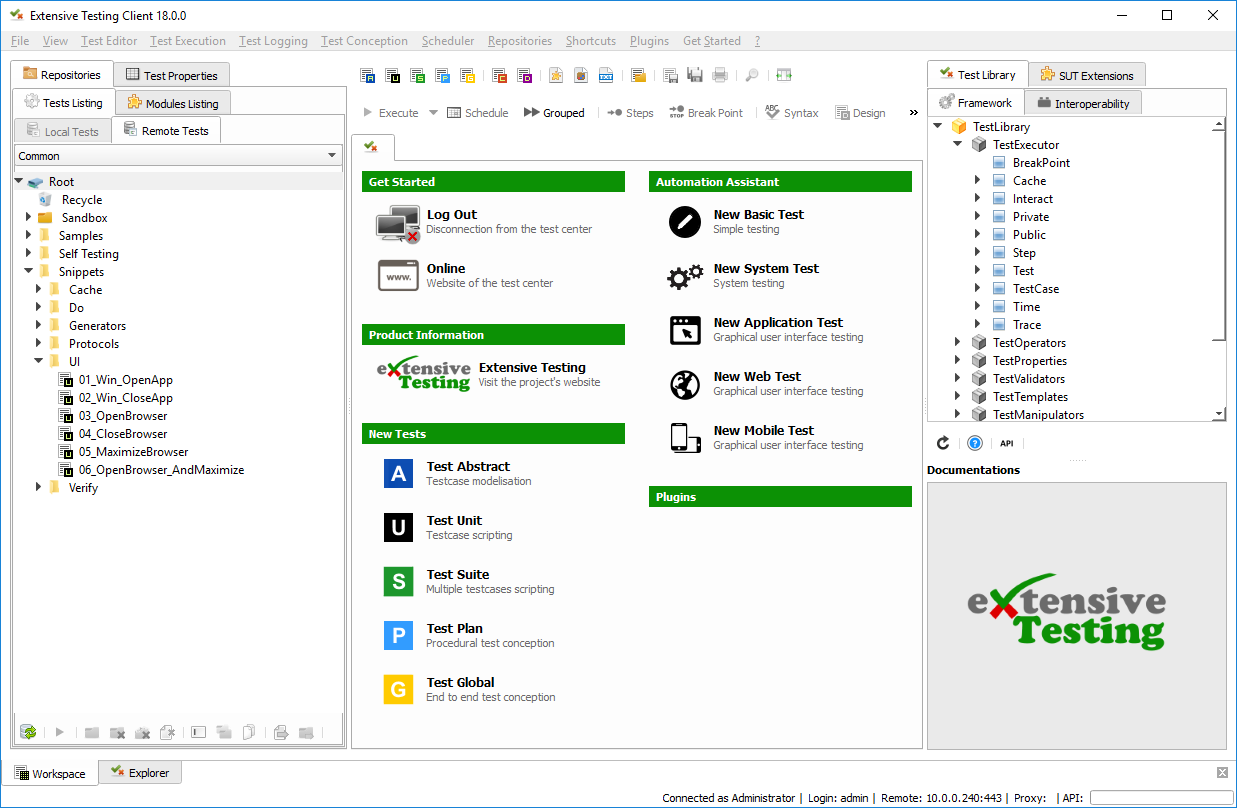 Extensive Testing Client 18.0.0
File View Test Editor Test Execution Test Logging Test Conception Scheduler Repositories Shortcuts Plugins Get Started ?
Repositories Test Properties
Tests Listing Modules Listing
Local Tests Remote Tests
Common
Root
Recycle
Sandbox
Samples
Self Testing
Snippets
Cache
Do
Generators
Protocols
UI
01_Win_OpenApp
02_Win_CloseApp
03_OpenBrowser
04_CloseBrowser
05_MaximizeBrowser
06_OpenBrowser_AndMaximize
Verify
A U S P G C D TXT
Execute Schedule Grouped Steps STOP Break Point ABC Syntax Design »
Get Started
Log Out
Disconnection from the test center
www.
Online
Website of the test center
Product Information
extensive
Testing
Extensive Testing
Visit the project's website
New Tests
A
Test Abstract
Testcase modelisation
U
Test Unit
Testcase scripting
S
Test Suite
Multiple testcases scripting
P
Test Plan
Procedural test conception
G
Test Global
End to end test conception
Automation Assistant
New Basic Test
Simple testing
New System Test
System testing
New Application Test
Graphical user interface testing
New Web Test
Graphical user interface testing
New Mobile Test
Graphical user interface testing
Plugins
Test Library SUT Extensions
Framework Interoperability
TestLibrary
TestExecutor
BreakPoint
Cache
Interact
Private
Public
Step
Test
TestCase
Time
Trace
TestOperators
TestProperties
TestValidators
TestTemplates
TestManipulators
? API
Documentations
extensive
Testing
Workspace Explorer
Connected as Administrator | Login: admin | Remote: 10.0.0.240:443 | Proxy: | API: